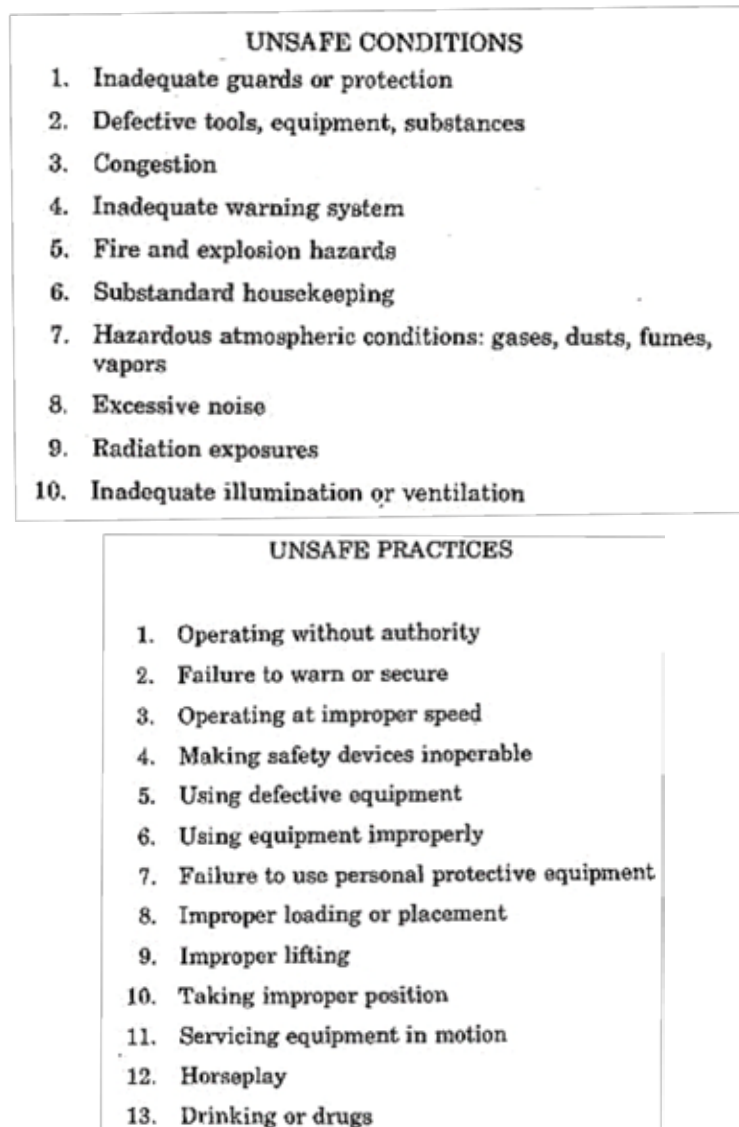 UNSAFE CONDITIONS
1. Inadequate guards or protection
2. Defective tools, equipment, substances
3. Congestion
4. Inadequate warning system
5. Fire and explosion hazards
6. Substandard housekeeping
7. Hazardous atmospheric conditions: gases, dusts, fumes,
vapors
8. Excessive noise
9. Radiation exposures
10. Inadequate illumination or ventilation
UNSAFE PRACTICES
1. Operating without authority
2. Failure to warn or secure
3. Operating at improper speed
4. Making safety devices inoperable
5. Using defective equipment
6. Using equipment improperly
7. Failure to use personal protective equipment
8. Improper loading or placement
9. Improper lifting
10. Taking improper position
11. Servicing equipment in motion
12. Horseplay
13. Drinking or drugs